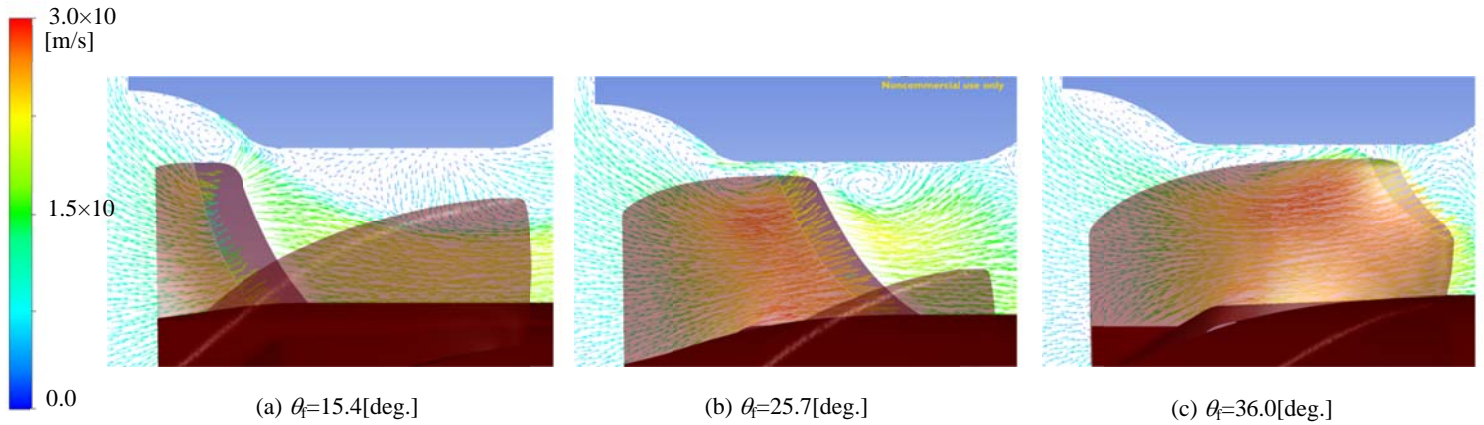 3.0×10
[m/s]
1.5×10
0.0
Noncommercial use only
(a) θf=15.4[deg.]
(b) θf=25.7[deg.]
(c) θf=36.0[deg.]